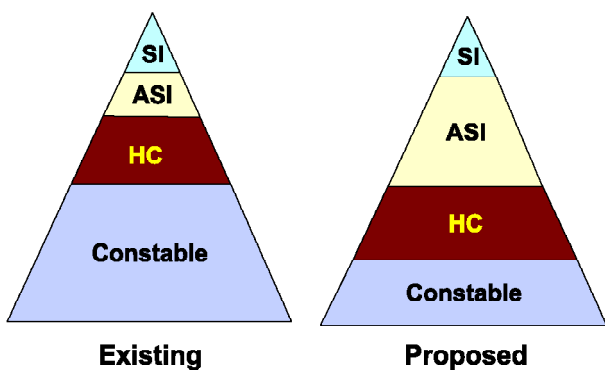 SI
ASI
HC
Constable
Existing
SI
ASI
HC
Constable
Proposed